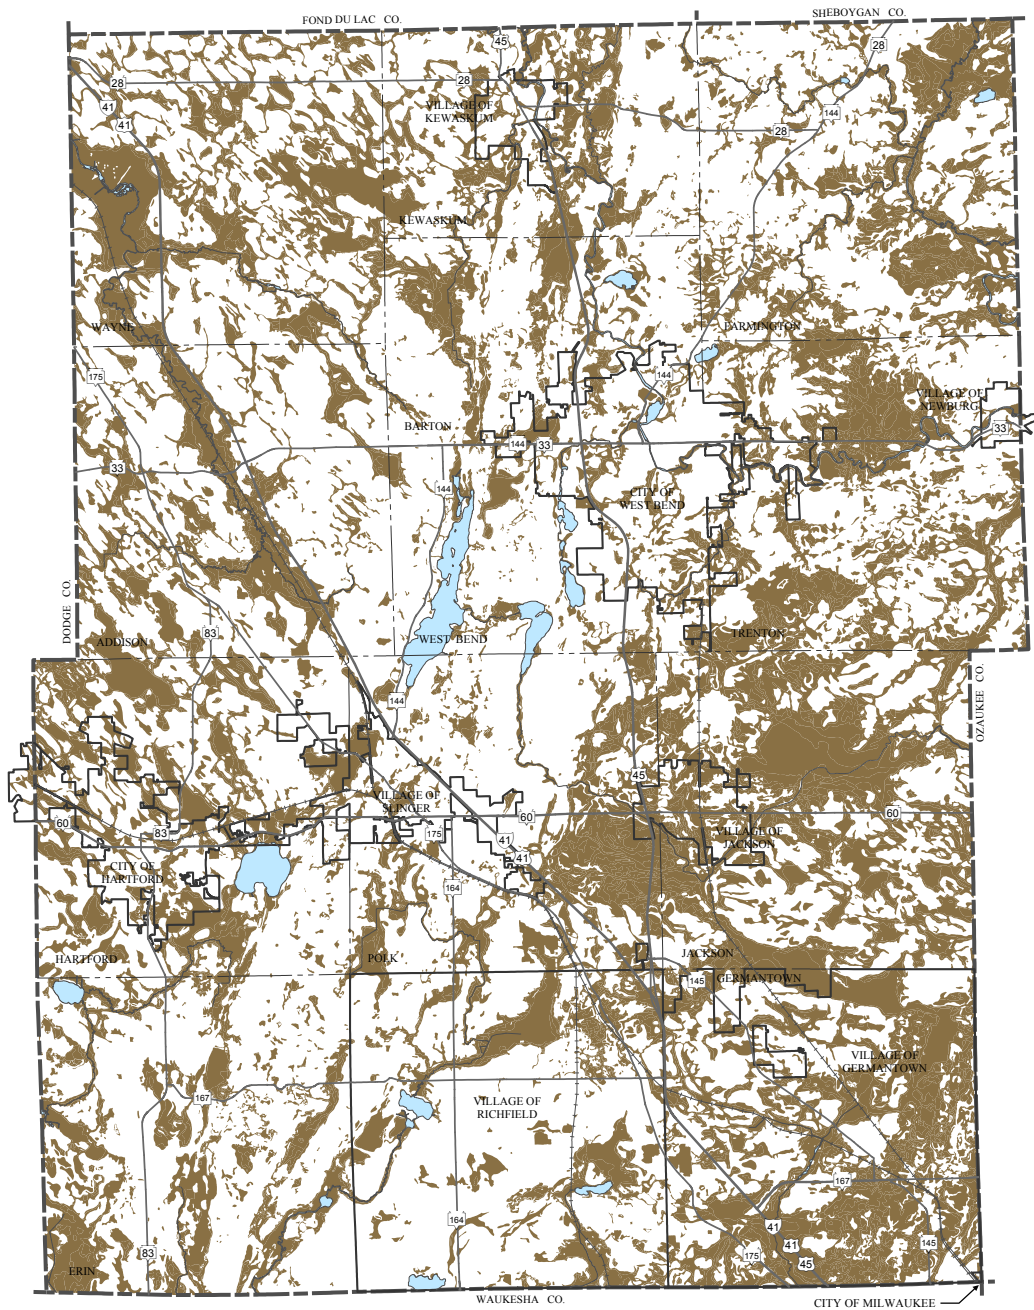 FOND DU LAC CO.
SHEBOYGAN CO.
45
28
28
28
41
41
VILLAGE OF
KEWASKUM
144
28
KEWASKUM
WAYNE
FARMINGTON
175
144
VILLAGE OF
NEWBURG
BARTON
33
144
33
33
144
CITY OF
WEST BEND
DODGE CO.
83
ADDISON
WEST BEND
TRENTON
OZAUKEE CO.
144
45
VILLAGE OF
SLINGER
60
83
175
60
60
41
41
VILLAGE OF
JACKSON
CITY OF
HARTFORD
164
HARTFORD
POLK
JACKSON
GERMANTOWN
145
VILLAGE OF
GERMANTOWN
167
VILLAGE OF
RICHFIELD
167
164
41
41
45
175
145
83
ERIN
WAUKESHA CO.
CITY OF MILWAUKEE